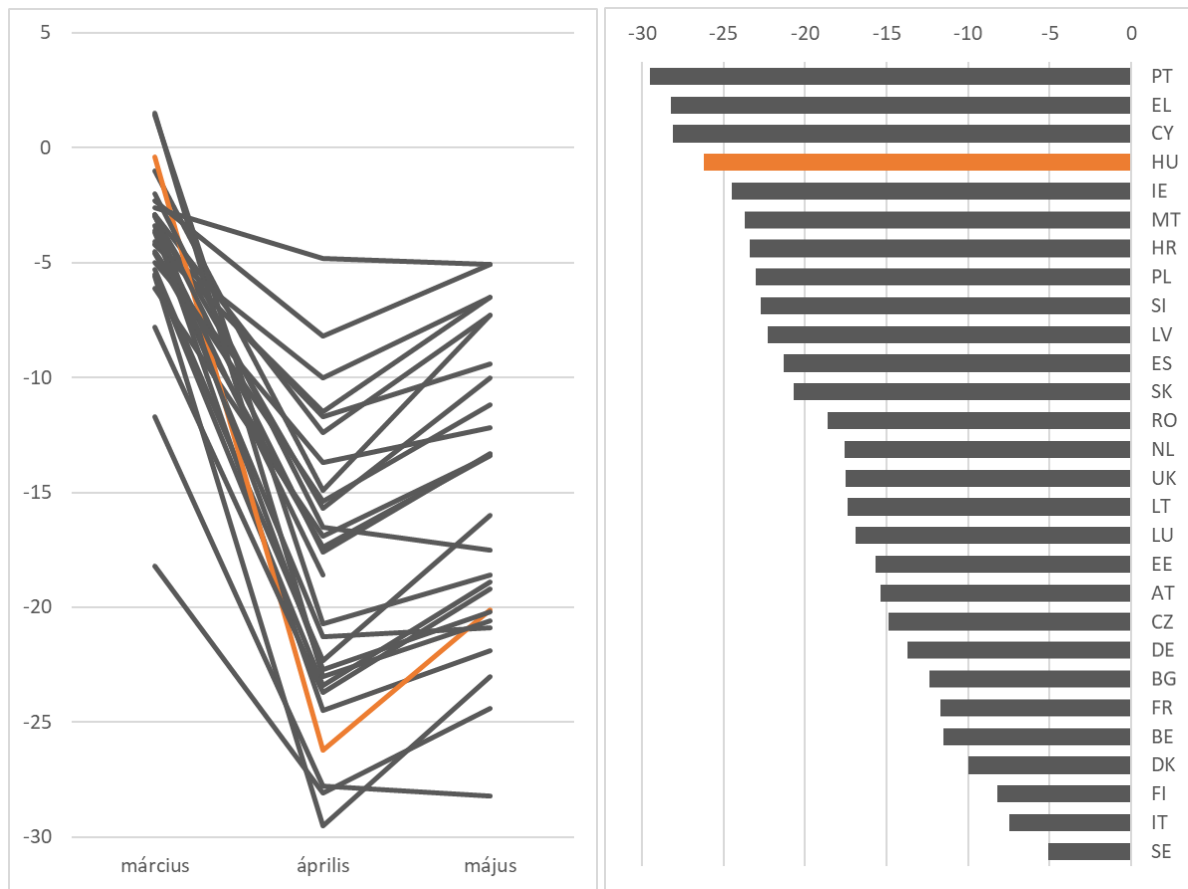 5
0
-5
-10
-15
-20
-25
-30
március április május
-30 -25 -20 -15 -10 -5 0
PT
EL
CY
HU
IE
MT
HR
PL
SI
LV
ES
SK
RO
NL
UK
LT
LU
EE
AT
CZ
DE
BG
FR
BE
DK
FI
IT
SE